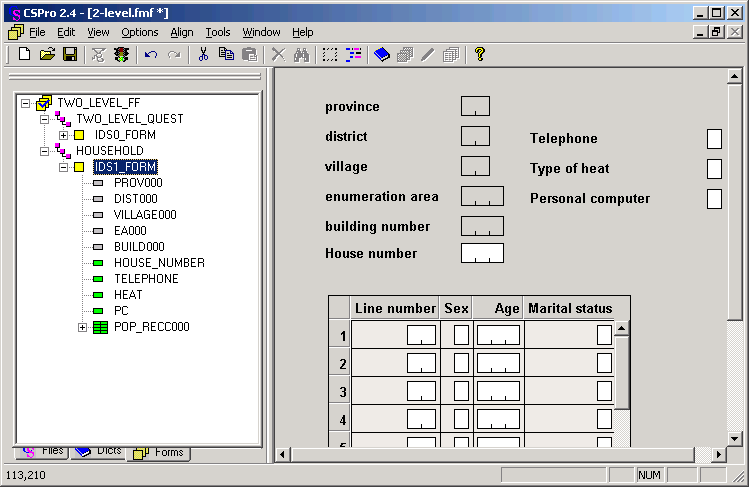 CSPro 2.4 - [2-level.fmf *]
File Edit View Options Align Tools Window Help
TWO_LEVEL_FF
TWO_LEVEL_QUEST
IDS0_FORM
HOUSEHOLD
IDS1_FORM
PROV000
DIST000
VILLAGE000
EA000
BUILD000
HOUSE_NUMBER
TELEPHONE
HEAT
PC
POP_RECC000
Files Dicts Forms
province
district
village
enumeration area
building number
House number
Telephone
Type of heat
Personal computer
Line number Sex Age Marital status
1
2
3
4
113,210 NUM